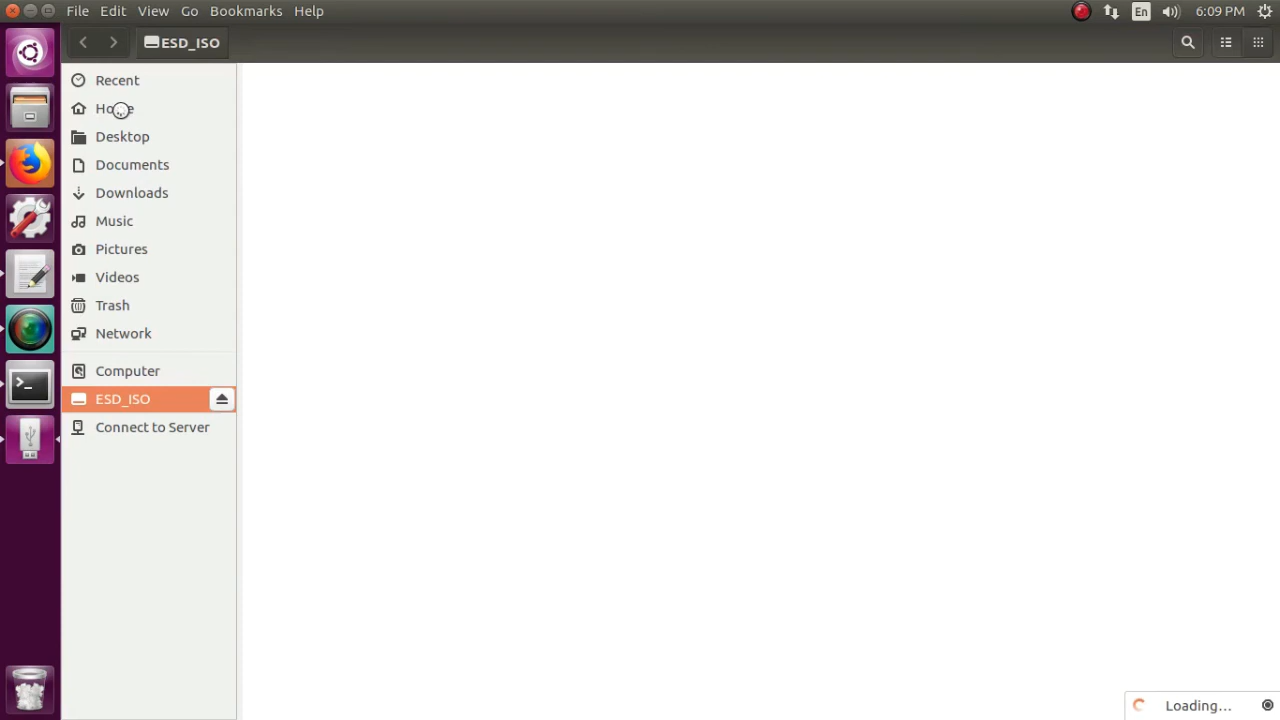 File Edit View Go Bookmarks Help
En 6:09 PM
ESD_ISO
Recent
Home
Desktop
Documents
Downloads
Music
Pictures
Videos
Trash
Network
Computer
ESD_ISO
Connect to Server
Loading...